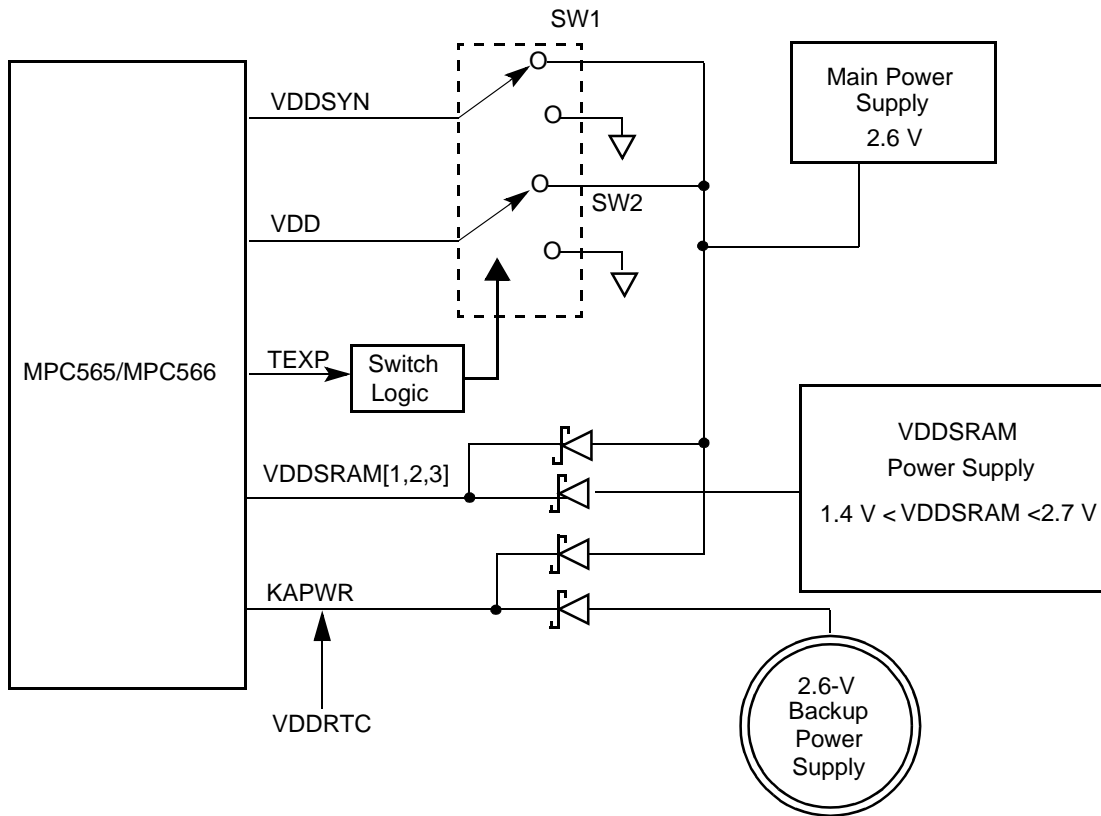 SW1
Main Power
Supply
2.6 V
VDDSYN
SW2
VDD
MPC565/MPC566
TEXP
Switch
Logic
VDDSRAM
Power Supply
1.4 V < VDDSRAM <2.7 V
VDDSRAM[1,2,3]
KAPWR
VDDRTC
2.6-V
Backup
Power
Supply